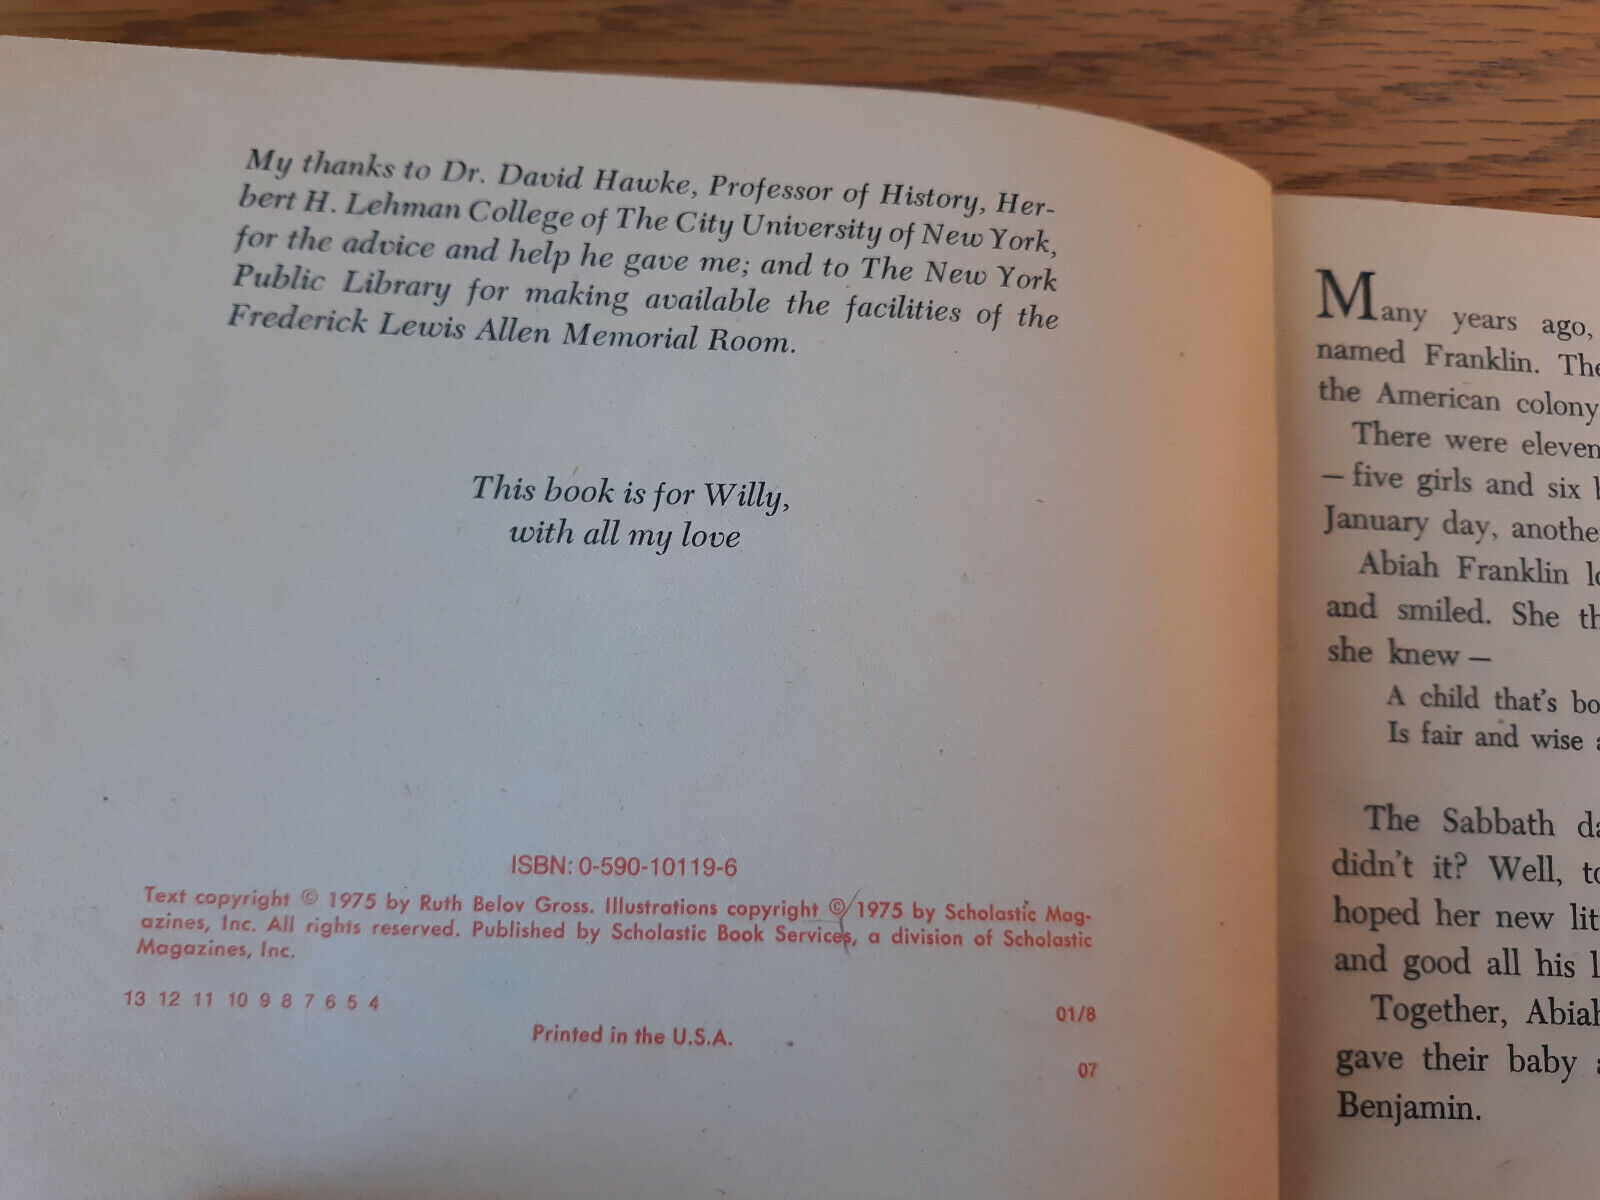 My thanks to Dr. David Hawke, Professor of History, Her-
bert H. Lehman College of The City University of New York,
for the advice and help he gave me; and to The New York
Public Library for making available the facilities of the
Frederick Lewis Allen Memorial Room.
This book is for Willy,
with all my love
ISBN: 0-590-10119-6
Text copyright © 1975 by Ruth Belov Gross. Illustrations copyright © 1975 by Scholastic Mag-
azines, Inc. All rights reserved. Published by Scholastic Book Services, a division of Scholastic
Magazines, Inc.
13 12 11 10 9 8 7 6 5 4
01/8
Printed in the U.S.A.
07
Many years ago,
named Franklin. The
the American colony
There were eleven
— five girls and six
January day, anothe
Abiah Franklin lo
and smiled. She th
she knew —
A child that's bo
Is fair and wise
The Sabbath da
didn't it? Well, to
hoped her new lit
and good all his l
Together, Abiah
gave their baby a
Benjamin.